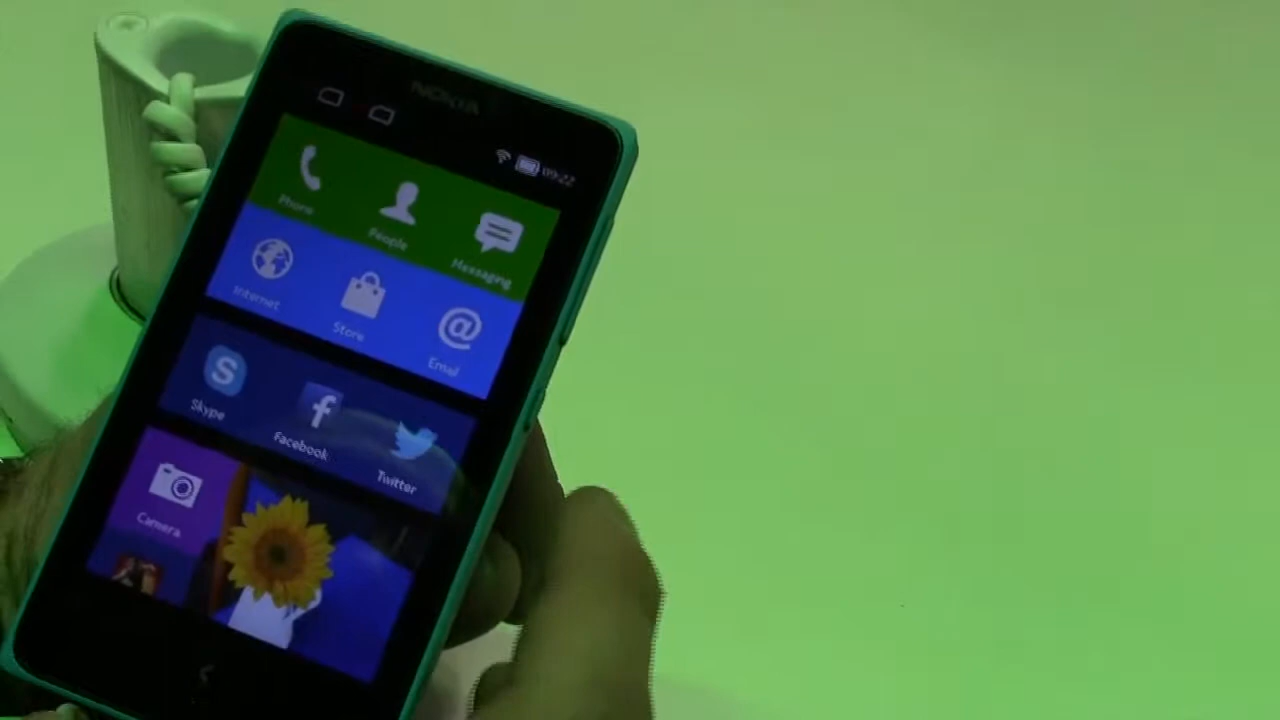 NOKIA
09:22
Phone
People
Messaging
Internet
Store
Email
Skype
Facebook
Twitter
Camera